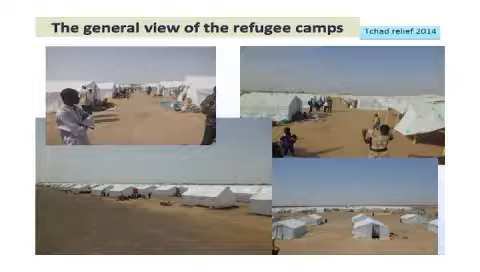 The general view of the refugee camps
Tchad relief 2014